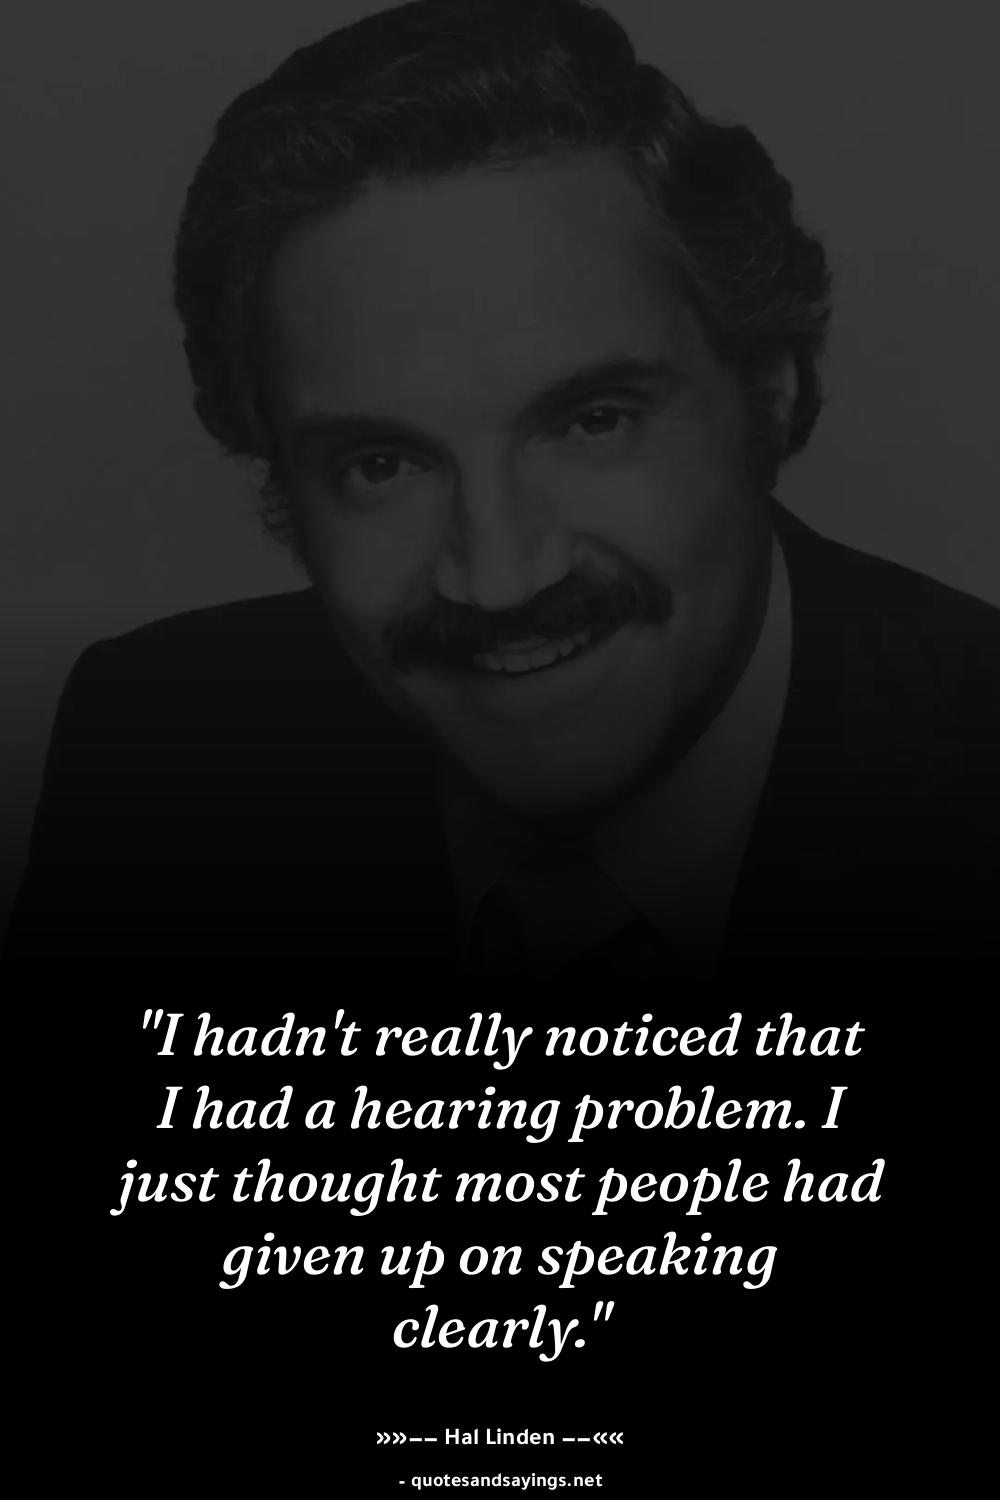 "I hadn't really noticed that
I had a hearing problem. I
just thought most people had
given up on speaking
clearly."
»»–– Hal Linden ––««
- quotesandsayings.net